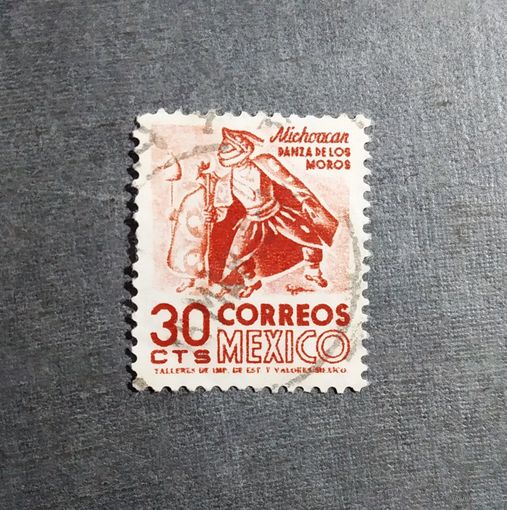 Michoacan
DANZA DE LOS
MOROS
30 CORREOS
CTS MEXICO
TALLERES DE IMP. DE EST. Y VALORES-MEXICO